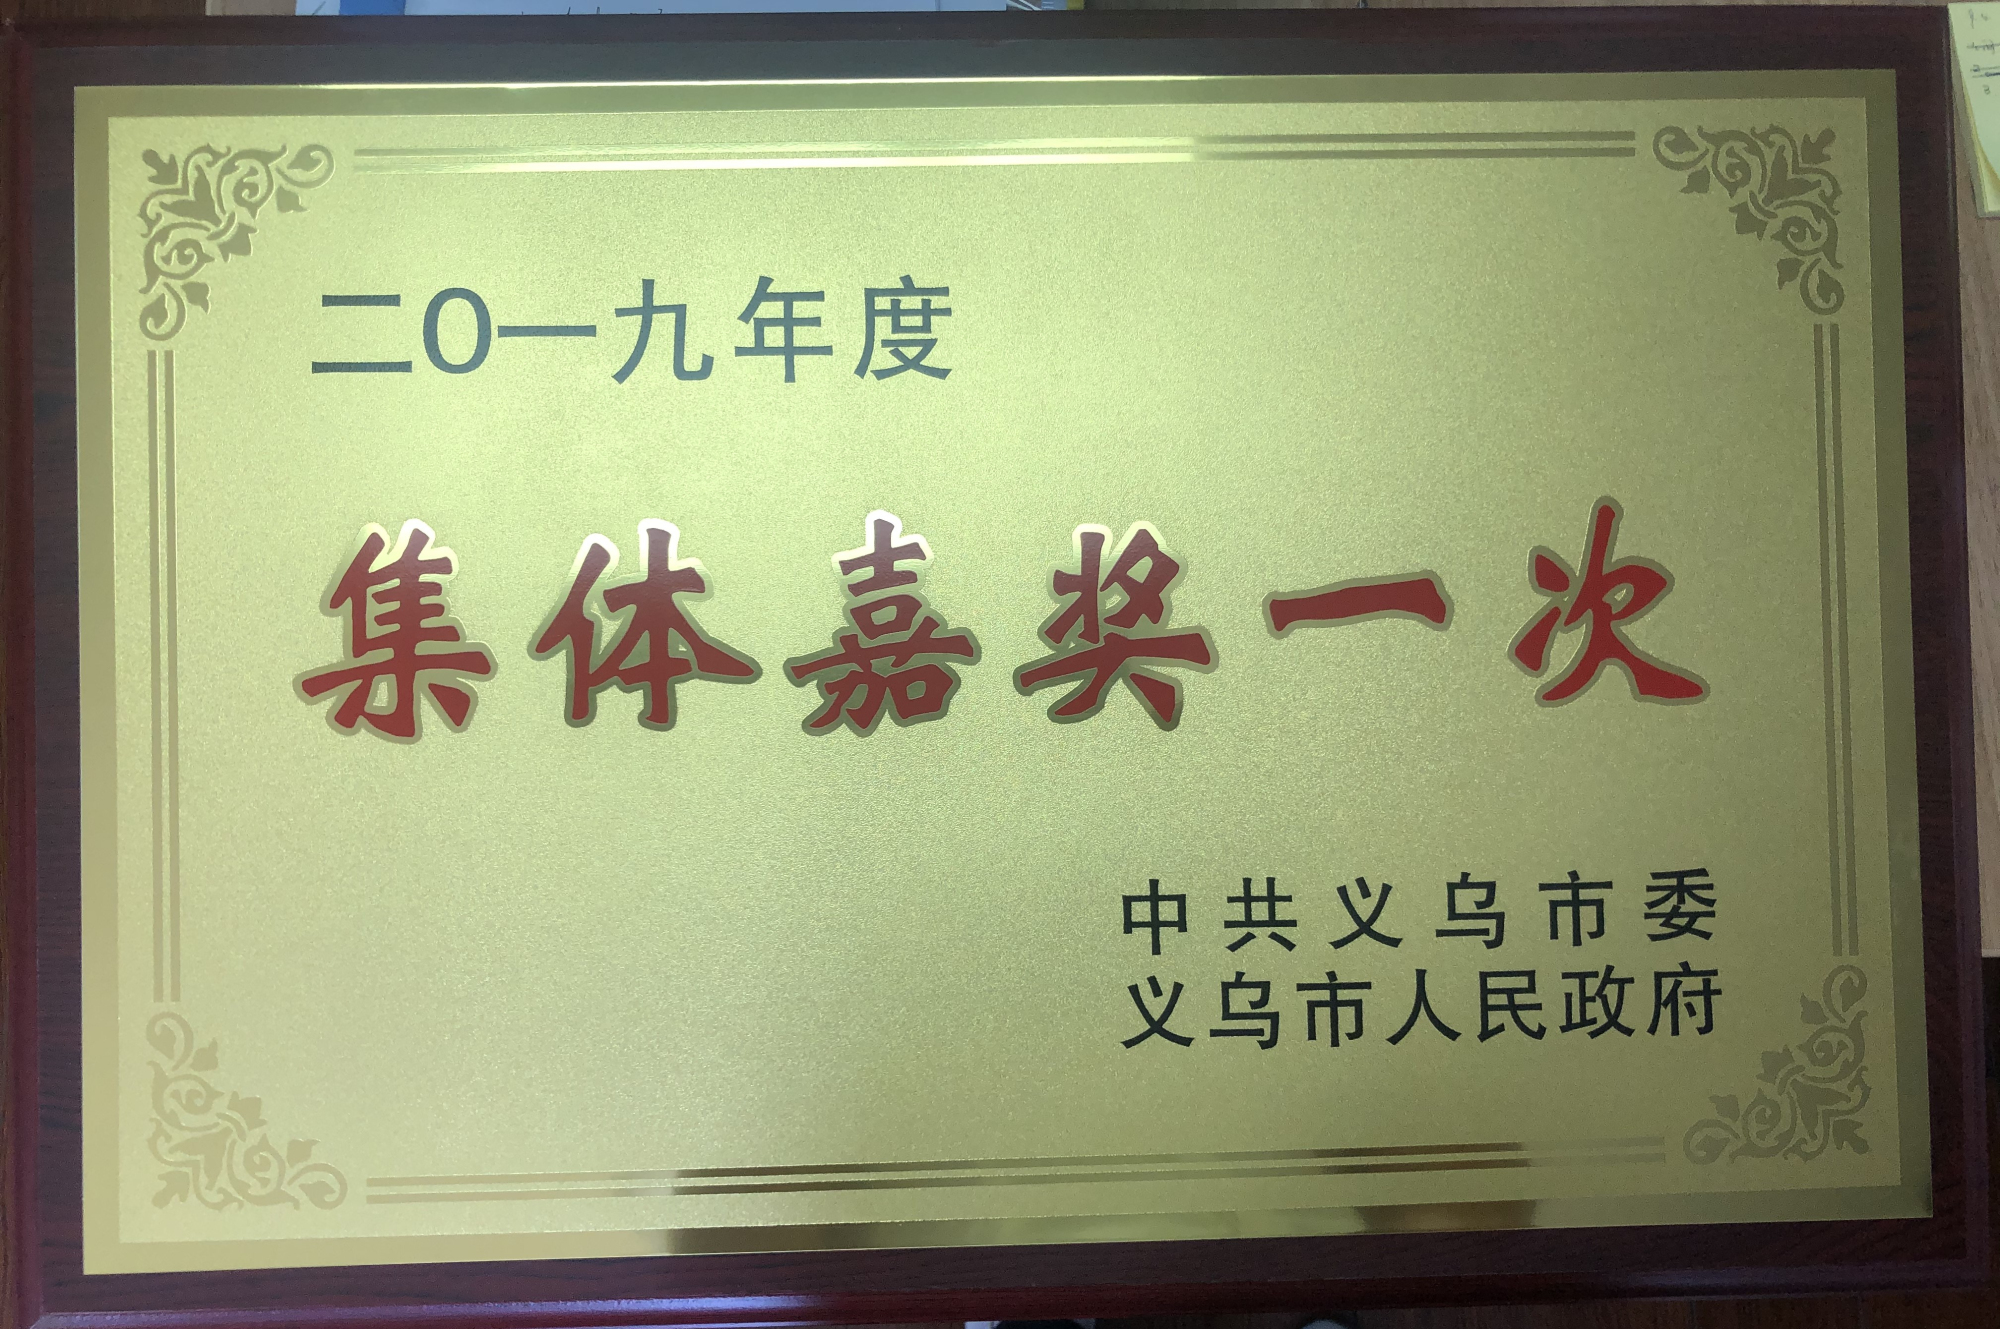 二〇一九年度
集体嘉奖一次
中共义乌市委
义乌市人民政府